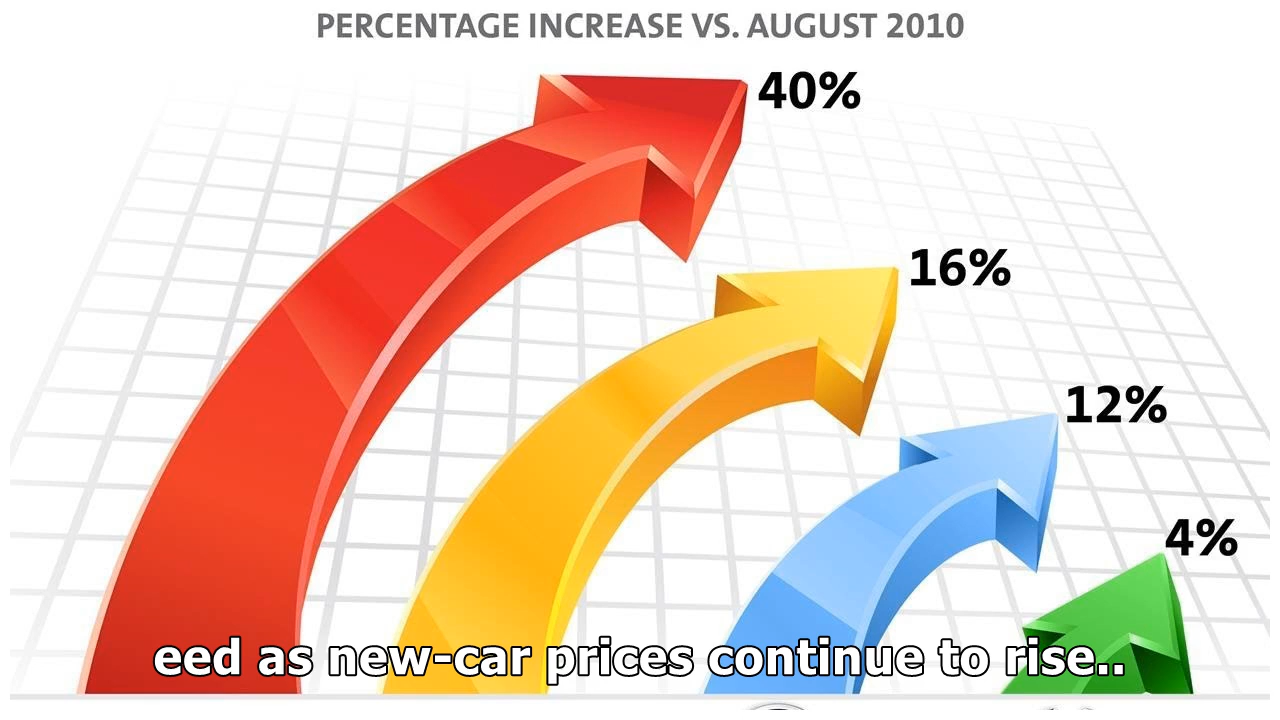 PERCENTAGE INCREASE VS. AUGUST 2010
40%
16%
12%
4%
eed as new-car prices continue to rise..